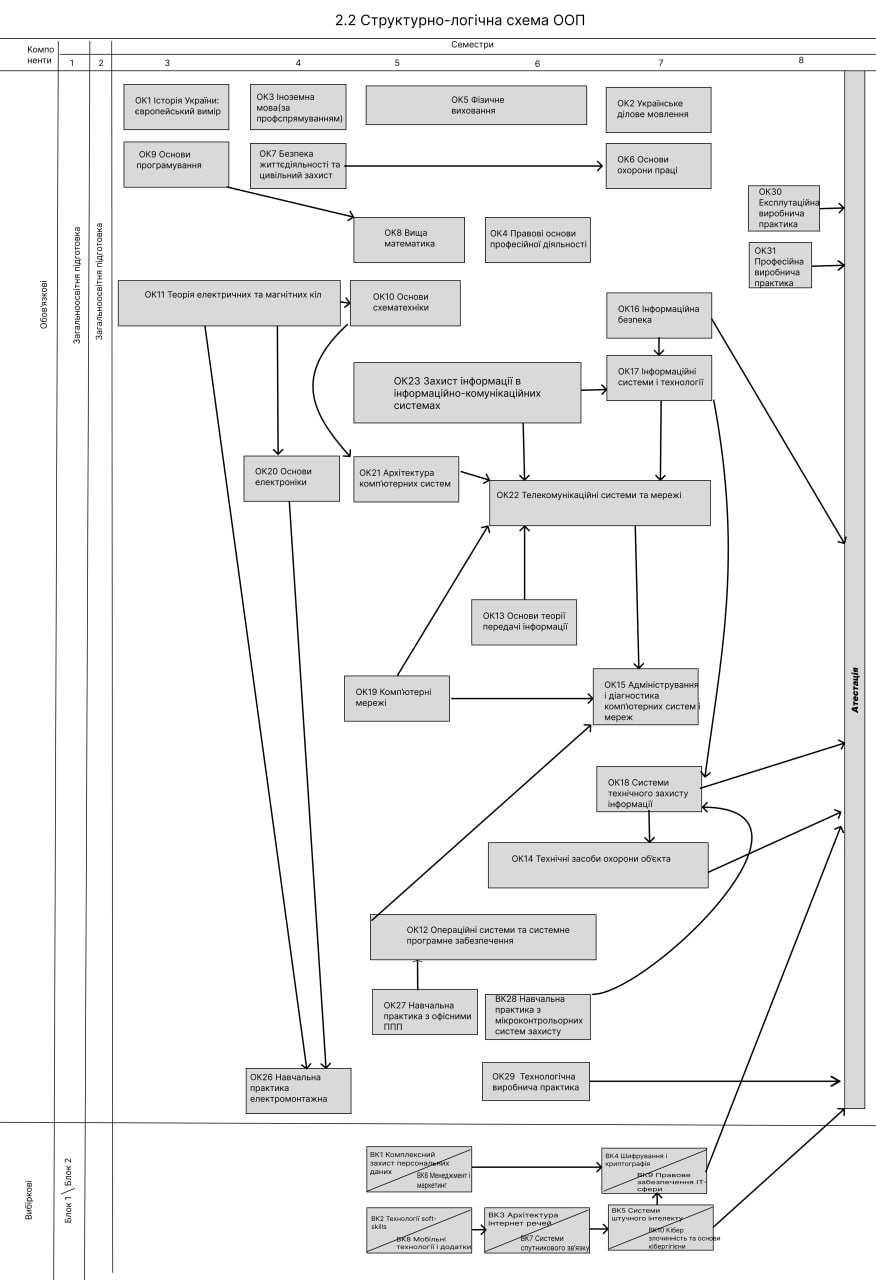 2.2 Структурно-логічна схема ООП
Компо
ненти
Семестри
1
2
3
4
5
6
7
8
ОК1 Історія України:
європейський вимір
ОК3 Іноземна
мова(за
профспрямуванням)
ОК5 Фізичне
виховання
ОК2 Українське
ділове мовлення
ОК9 Основи
програмування
ОК7 Безпека
життєдіяльності та
цивільний захист
ОК6 Основи
охорони праці
ОК30
Експлутаційна
виробнича
практика
ОК8 Вища
математика
ОК4 Правові основи
професійної діяльності
ОК31
Професійна
виробнича
практика
Обов'язкові
Загальноосвітня підготовка
Загальноосвітня підготовка
ОК11 Теорія електричних та магнітних кіл
ОК10 Основи
схематехніки
ОК16 Інформаційна
безпека
ОК23 Захист інформації в
інформаційно-комунікаційних
системах
ОК17 Інформаційні
системи і технології
ОК20 Основи
електроніки
ОК21 Архітектура
комп'ютерних систем
ОК22 Телекомунікаційні системи та мережі
ОК13 Основи теорії
передачі інформації
ОК19 Комп'ютерні
мережі
ОК15 Адміністрування
і діагностика
комп'ютерних систем і
мереж
Атестація
ОК18 Системи
технічного захисту
інформації
ОК14 Технічні засоби охорони об'єкта
ОК12 Операційні системи та системне
програмне забезпечення
ОК27 Навчальна
практика з офісними
ППП
ВК28 Навчальна
практика з
мікроконтрольорних
систем захисту
ОК26 Навчальна
практика
електромонтажна
ОК29 Технологічна
виробнича практика
Вибіркові
Блок 1 \ Блок 2
ВК1 Комплексний
захист персональних
даних
ВК6 Менеджмент і
маркетинг
ВК4 Шифрування і
криптографія
ВК9 Правове
забезпечення ІТ-
сфери
ВК2 Технології soft-
skills
ВК8 Мобільні
технології і додатки
ВК3 Архітектура
інтернет речей
ВК7 Системи
супутникового зв'язку
ВК5 Системи
штучного інтелекту
ВК10 Кібер
злочинність та основи
кібергігієни